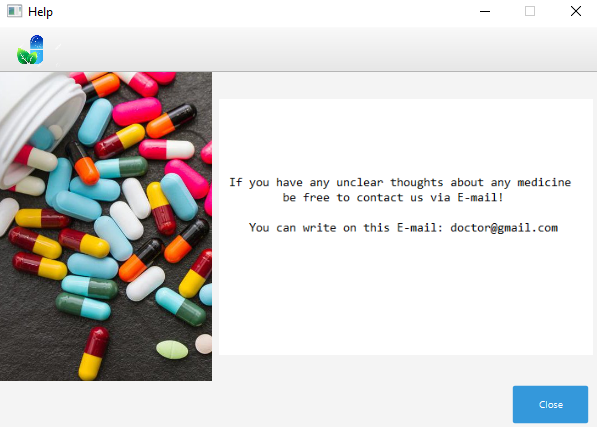 Help
If you have any unclear thoughts about any medicine
be free to contact us via E-mail!
You can write on this E-mail: doctor@gmail.com
Close